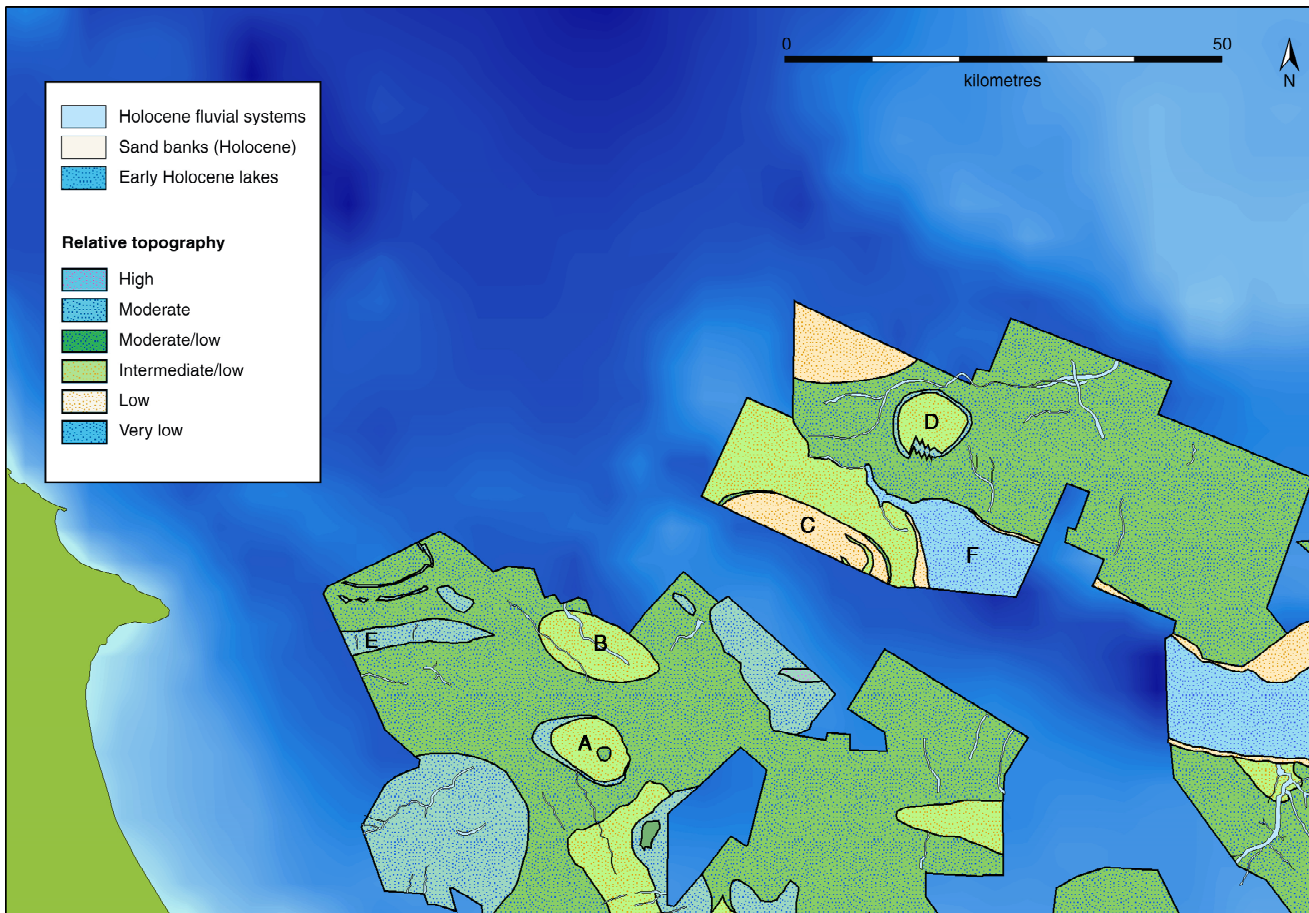 0 50
kilometres
N
Holocene fluvial systems
Sand banks (Holocene)
Early Holocene lakes
Relative topography
High
Moderate
Moderate/low
Intermediate/low
Low
Very low
D
C
F
E
B
A